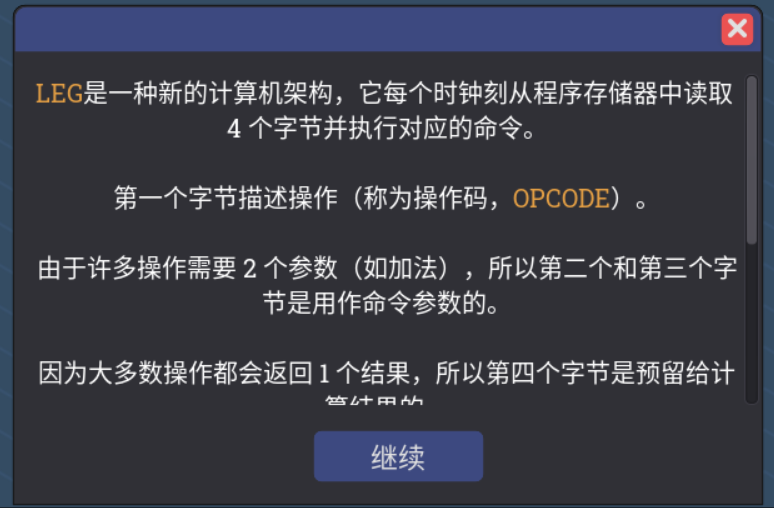 LEG是一种新的计算机架构，它每个时钟刻从程序存储器中读取
4 个字节并执行对应的命令。
第一个字节描述操作（称为操作码，OPCODE）。
由于许多操作需要 2 个参数（如加法），所以第二个和第三个字
节是用作命令参数的。
因为大多数操作都会返回 1 个结果，所以第四个字节是预留给计
算结果的
继续